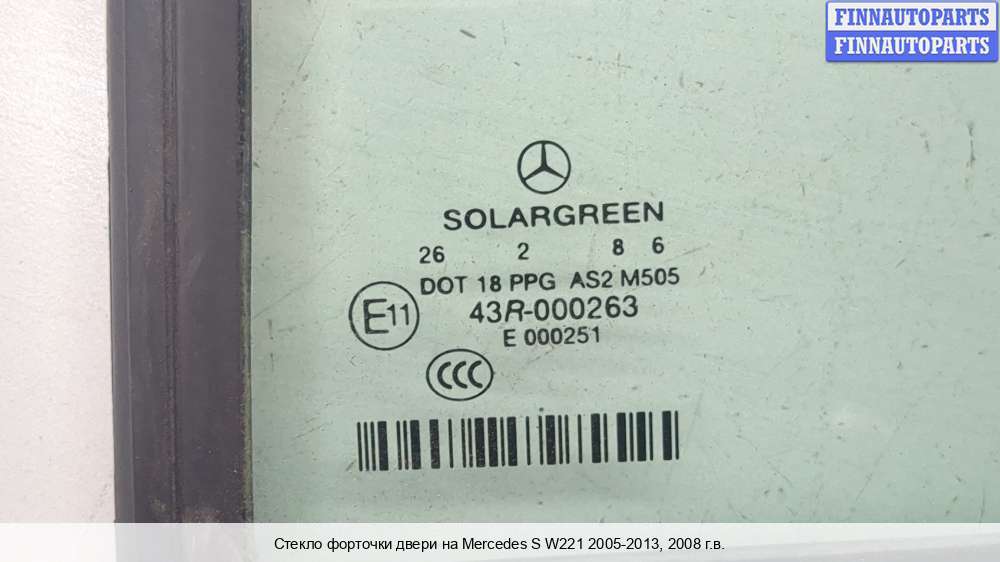 FINNAUTOPARTS
FINNAUTOPARTS
SOLARGREEN
26 2 8 6
DOT 18 PPG AS2 M505
E11 43R-000263
E 000251
CCC
Стекло форточки двери на Mercedes S W221 2005-2013, 2008 г.в.